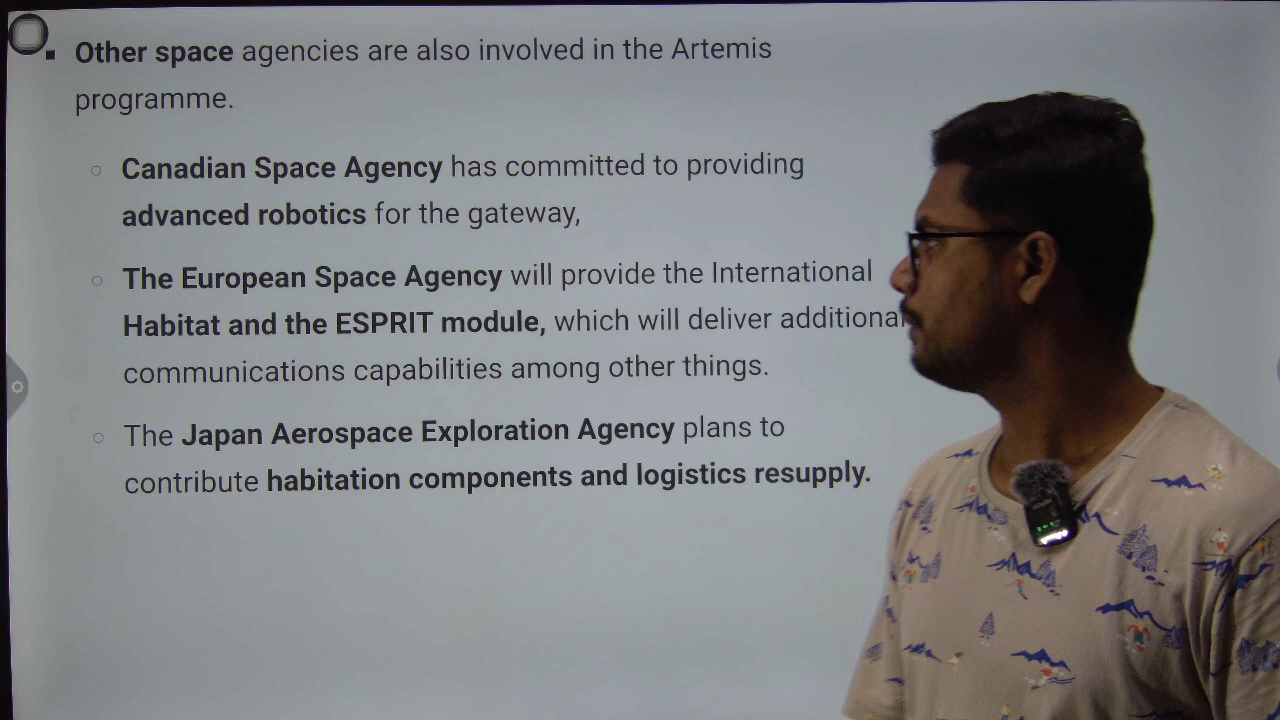 Other space agencies are also involved in the Artemis
programme.
Canadian Space Agency has committed to providing
advanced robotics for the gateway,
The European Space Agency will provide the International
Habitat and the ESPRIT module, which will deliver additional
communications capabilities among other things.
The Japan Aerospace Exploration Agency plans to
contribute habitation components and logistics resupply.